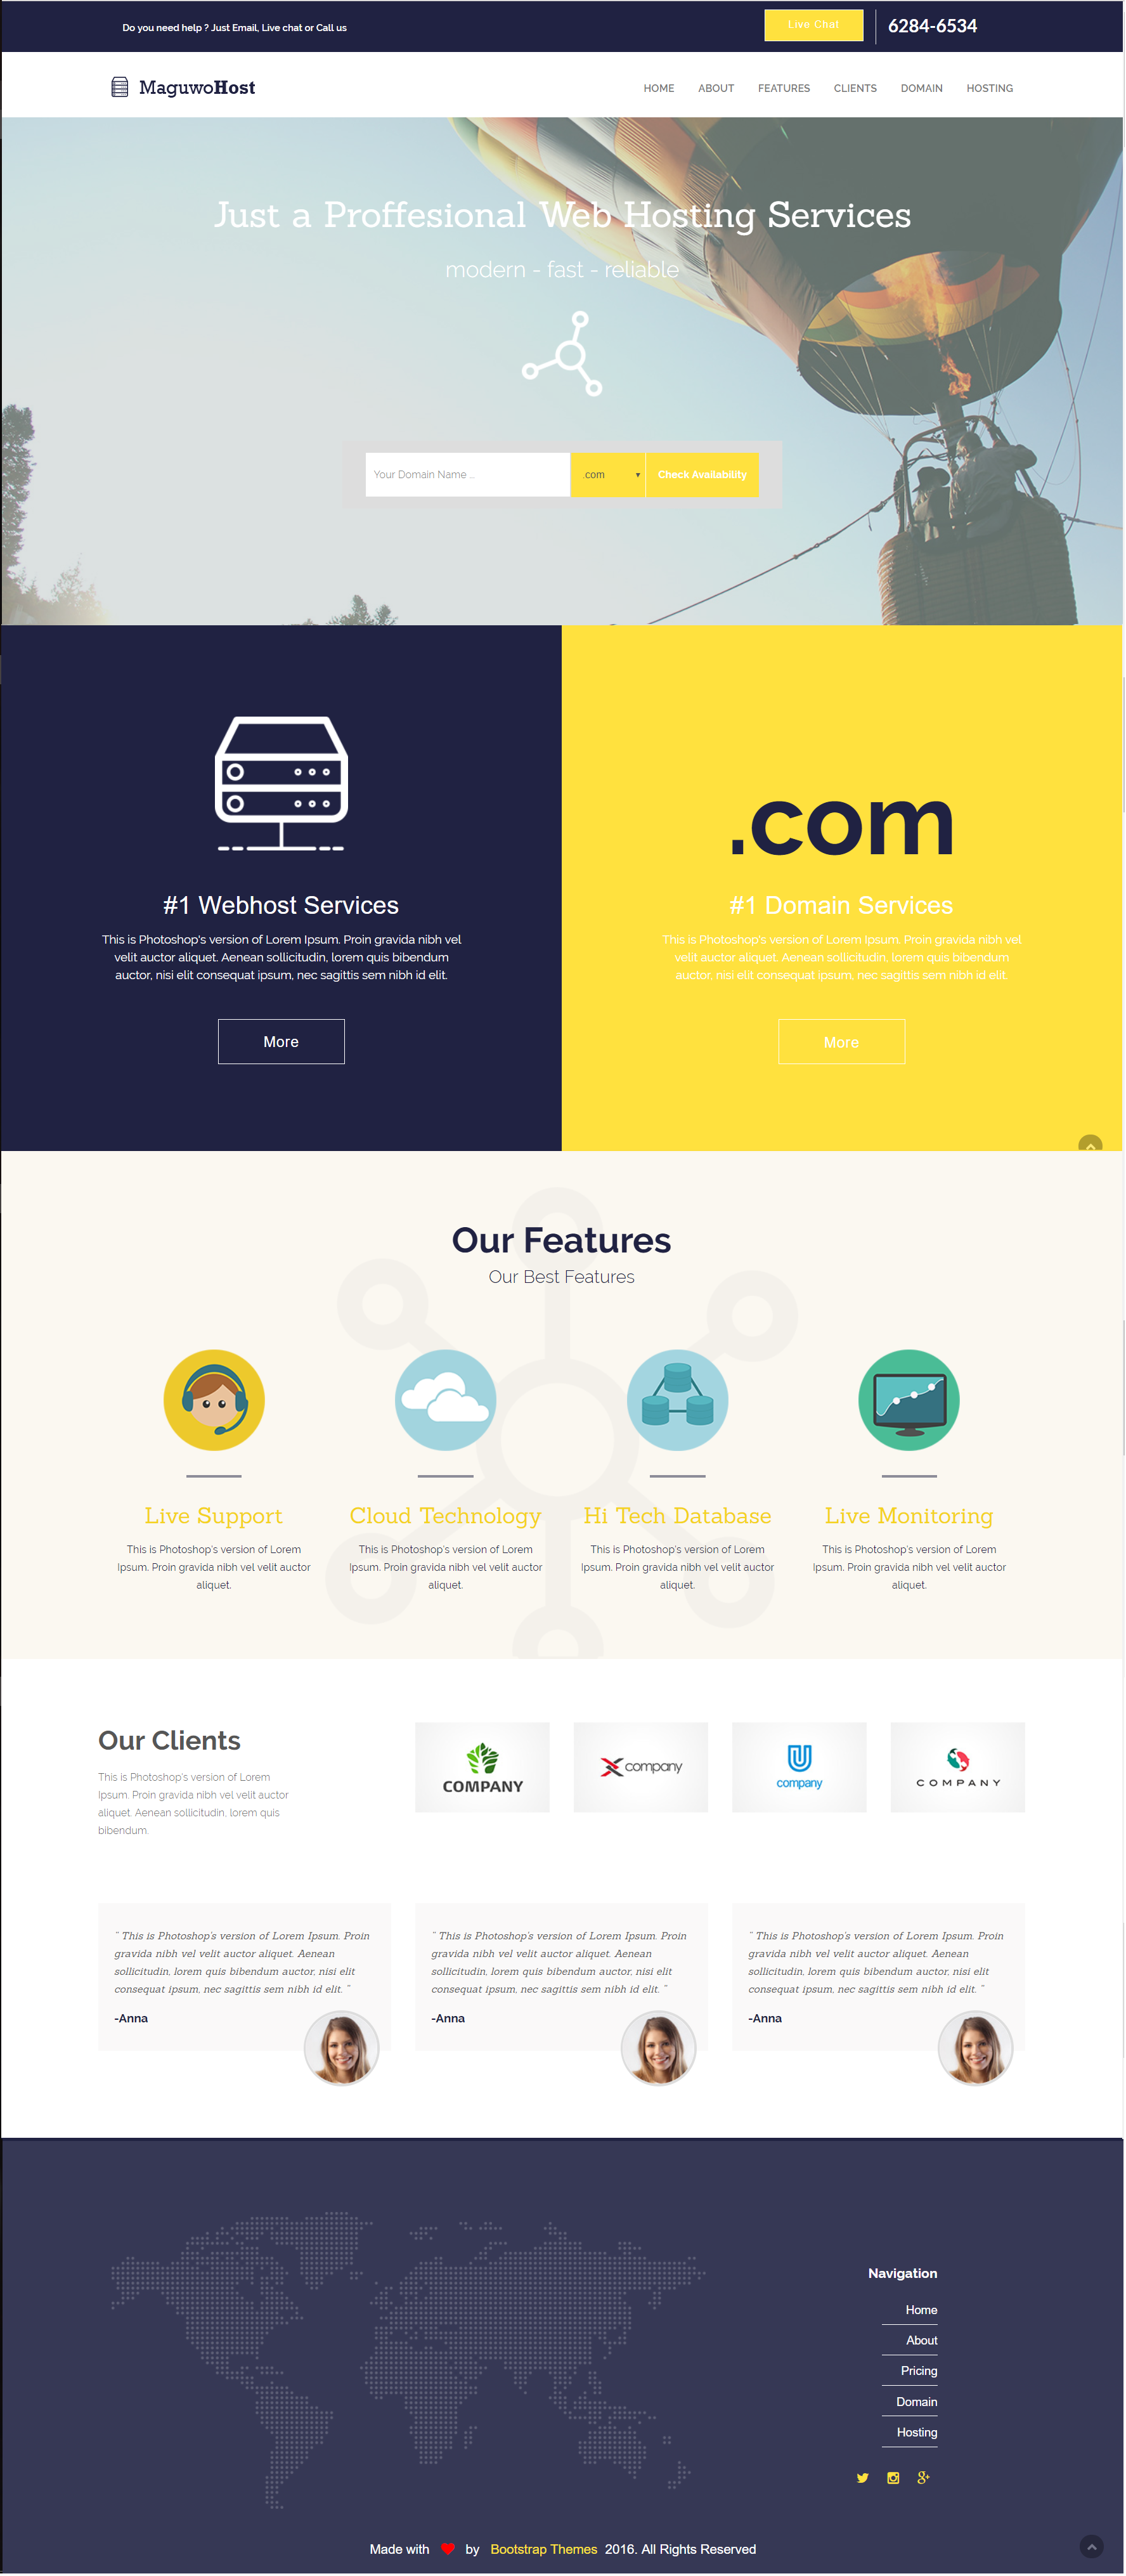 Do you need help ? Just Email, Live chat or Call us
Live Chat
6284-6534
MaguwoHost
HOME ABOUT FEATURES CLIENTS DOMAIN HOSTING
Just a Proffesional Web Hosting Services
modern - fast - reliable
Your Domain Name ..
.com
Check Availability
#1 Webhost Services
This is Photoshop's version of Lorem Ipsum. Proin gravida nibh vel
velit auctor aliquet. Aenean sollicitudin, lorem quis bibendum
auctor, nisi elit consequat ipsum, nec sagittis sem nibh id elit.
More
.com
#1 Domain Services
This is Photoshop's version of Lorem Ipsum. Proin gravida nibh vel
velit auctor aliquet. Aenean sollicitudin, lorem quis bibendum
auctor, nisi elit consequat ipsum, nec sagittis sem nibh id elit.
More
Our Features
Our Best Features
Live Support
This is Photoshop's version of Lorem
Ipsum. Proin gravida nibh vel velit auctor
aliquet.
Cloud Technology
This is Photoshop's version of Lorem
Ipsum. Proin gravida nibh vel velit auctor
aliquet.
Hi Tech Database
This is Photoshop's version of Lorem
Ipsum. Proin gravida nibh vel velit auctor
aliquet.
Live Monitoring
This is Photoshop's version of Lorem
Ipsum. Proin gravida nibh vel velit auctor
aliquet.
Our Clients
This is Photoshop's version of Lorem
Ipsum. Proin gravida nibh vel velit auctor
aliquet. Aenean sollicitudin, lorem quis
bibendum.
COMPANY
company
company
COMPANY
" This is Photoshop's version of Lorem Ipsum. Proin
gravida nibh vel velit auctor aliquet. Aenean
sollicitudin, lorem quis bibendum auctor, nisi elit
consequat ipsum, nec sagittis sem nibh id elit. "
-Anna
" This is Photoshop's version of Lorem Ipsum. Proin
gravida nibh vel velit auctor aliquet. Aenean
sollicitudin, lorem quis bibendum auctor, nisi elit
consequat ipsum, nec sagittis sem nibh id elit. "
-Anna
" This is Photoshop's version of Lorem Ipsum. Proin
gravida nibh vel velit auctor aliquet. Aenean
sollicitudin, lorem quis bibendum auctor, nisi elit
consequat ipsum, nec sagittis sem nibh id elit. "
-Anna
Navigation
Home
About
Pricing
Domain
Hosting
Made with ♥ by Bootstrap Themes 2016. All Rights Reserved